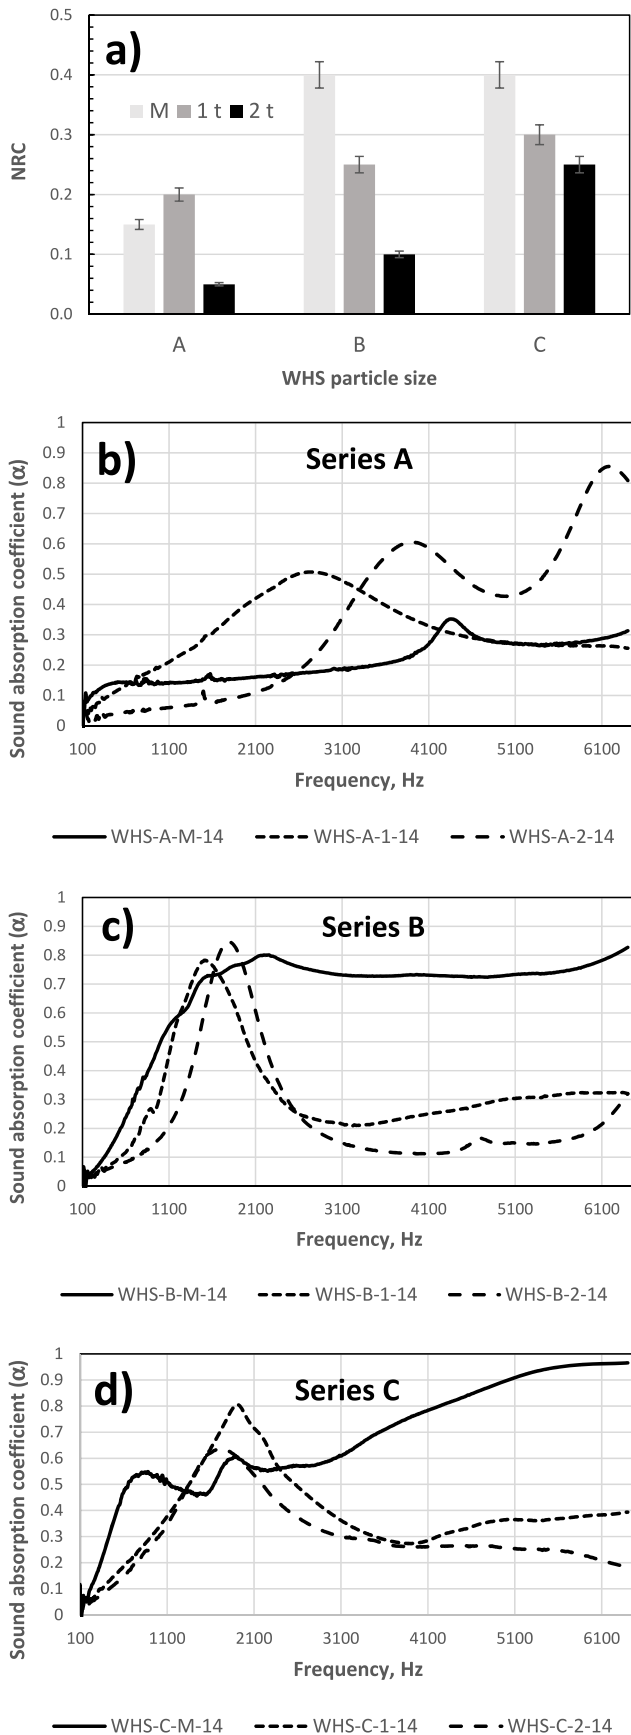 0.5
a)
0.4
M 1 t 2 t
0.3
NRC
0.2
0.1
0.0
A B C
WHS particle size
1
b) Series A
0.9
0.8
0.7
0.6
0.5
0.4
0.3
0.2
0.1
0
Sound absorption coefficient (α)
100 1100 2100 3100 4100 5100 6100
Frequency, Hz
WHS-A-M-14 WHS-A-1-14 WHS-A-2-14
1
c) Series B
0.9
0.8
0.7
0.6
0.5
0.4
0.3
0.2
0.1
0
Sound absorption coefficient (α)
100 1100 2100 3100 4100 5100 6100
Frequency, Hz
WHS-B-M-14 WHS-B-1-14 WHS-B-2-14
1
d) Series C
0.9
0.8
0.7
0.6
0.5
0.4
0.3
0.2
0.1
0
Sound absorption coefficient (α)
100 1100 2100 3100 4100 5100 6100
Frequency, Hz
WHS-C-M-14 WHS-C-1-14 WHS-C-2-14